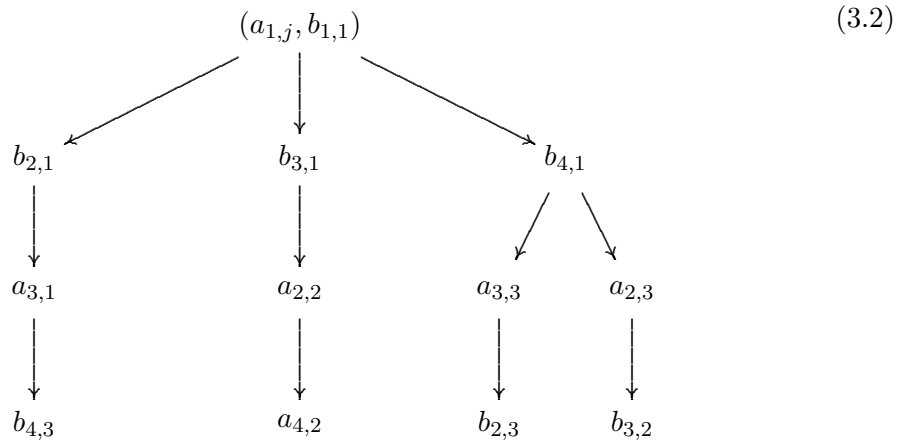 (a_{1,j}, b_{1,1}) (3.2)
b_{2,1} b_{3,1} b_{4,1}
a_{3,1} a_{2,2} a_{3,3} a_{2,3}
b_{4,3} a_{4,2} b_{2,3} b_{3,2}